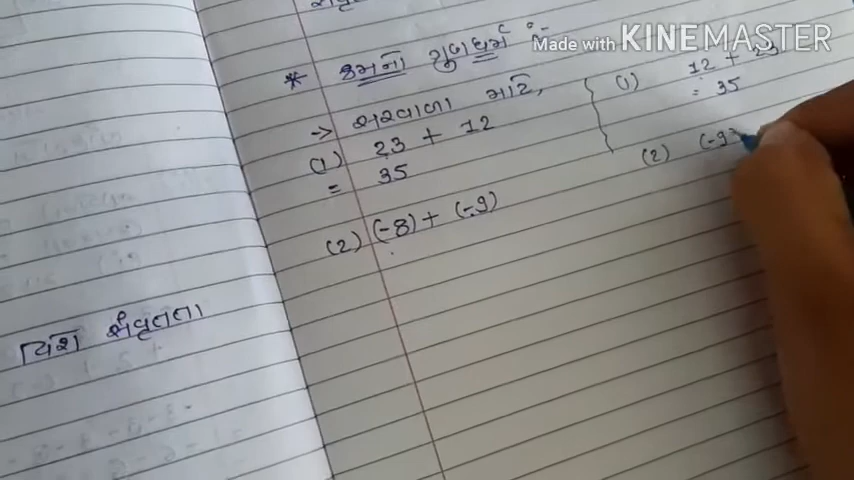 * ક્રમનો ગુણધર્મ :-
→ સરવાળા માટે,
(1) 23 + 12
= 35
(2) (-8) + (-9)
(1) 12 + 23
= 35
(2) (-9)
સંવૃતતા
Made with KINEMASTER